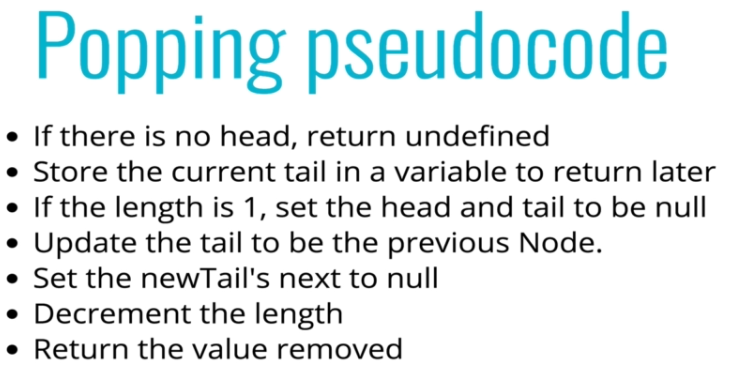 Popping pseudocode
• If there is no head, return undefined
• Store the current tail in a variable to return later
• If the length is 1, set the head and tail to be null
• Update the tail to be the previous Node.
• Set the newTail's next to null
• Decrement the length
• Return the value removed